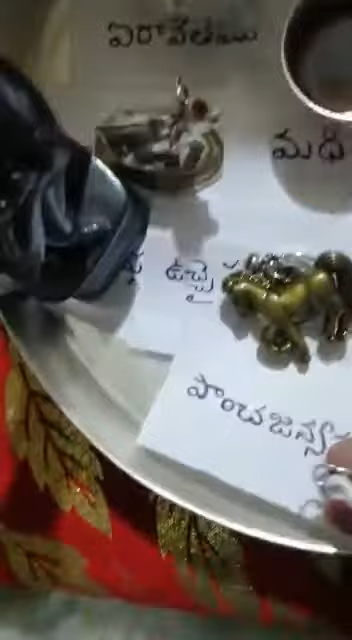 ఐరావతము
మధి
ఉచ్చై
పాంచజన్య